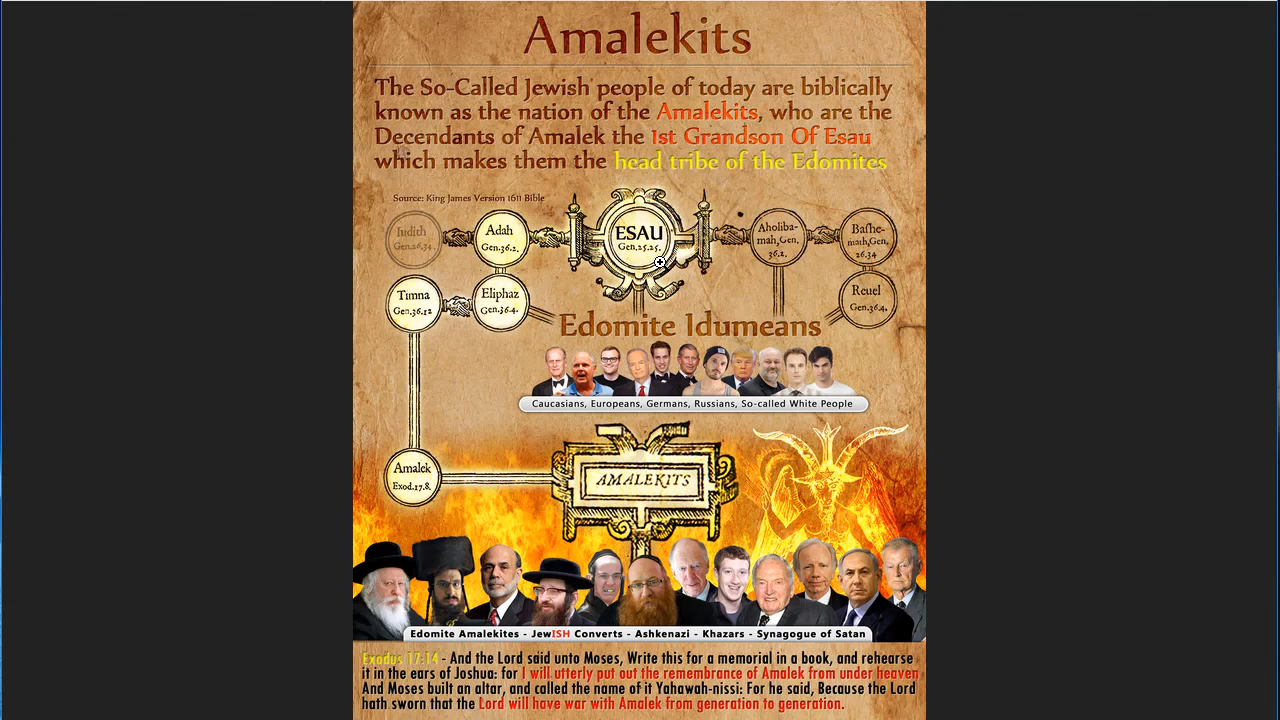 Amalekits
The So-Called Jewish people of today are biblically
known as the nation of the Amalekits, who are the
Decendants of Amalek the 1st Grandson Of Esau
which makes them the head tribe of the Edomites
Source: King James Version 1611 Bible
Iudith
Gen.26,34.
Adah
Gen.36.2.
ESAU
Gen.25.25.
Aholiba-
mah,Gen.
36.2.
Bashe-
math,Gen.
26.34
Timna
Gen.36.12
Eliphaz
Gen.36.4.
Reuel
Gen.36.4.
Edomite Idumeans
Caucasians, Europeans, Germans, Russians, So-called White People
Amalek
Exod.17.8.
AMALEKITS
Edomite Amalekites - JewISH Converts - Ashkenazi - Khazars - Synagogue of Satan
Exodus 17:14 - And the Lord said unto Moses, Write this for a memorial in a book, and rehearse
it in the ears of Joshua: for I will utterly put out the remembrance of Amalek from under heaven
And Moses built an altar, and called the name of it Yahawah-nissi: For he said, Because the Lord
hath sworn that the Lord will have war with Amalek from generation to generation.